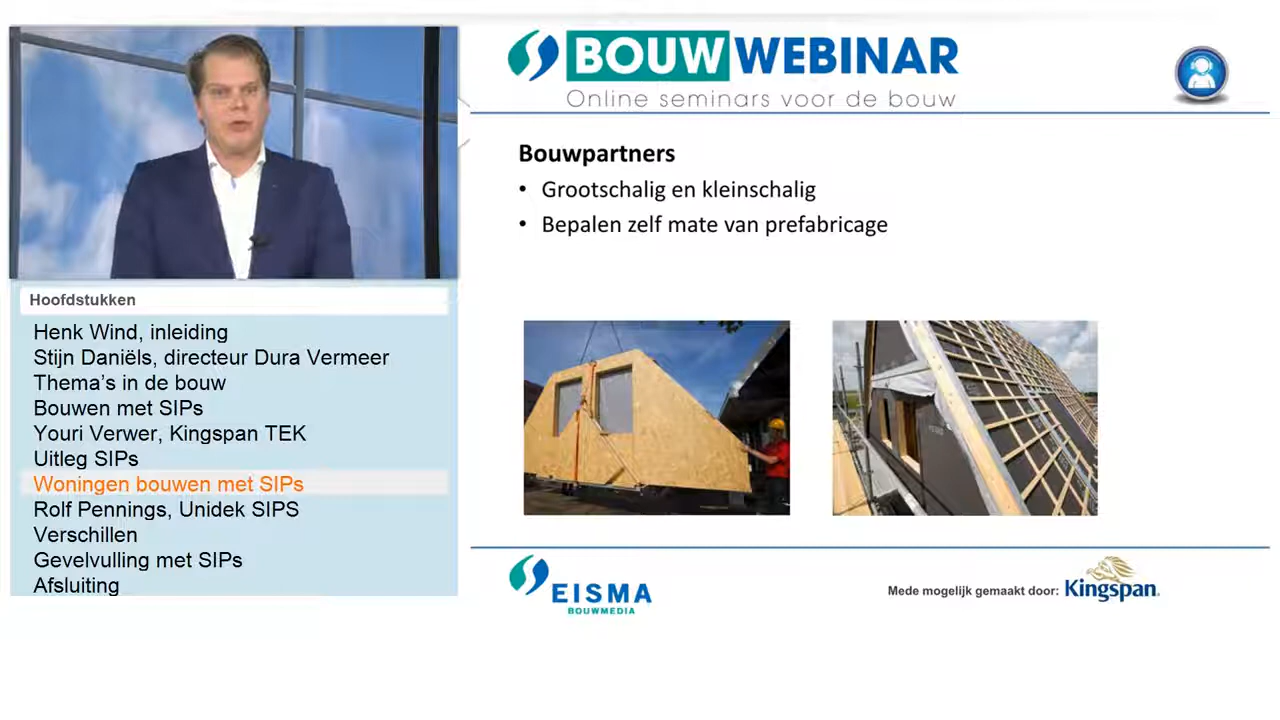 BOUWWEBINAR
Online seminars voor de bouw
Bouwpartners
• Grootschalig en kleinschalig
• Bepalen zelf mate van prefabricage
Hoofdstukken
Henk Wind, inleiding
Stijn Daniëls, directeur Dura Vermeer
Thema's in de bouw
Bouwen met SIPs
Youri Verwer, Kingspan TEK
Uitleg SIPs
Woningen bouwen met SIPs
Rolf Pennings, Unidek SIPS
Verschillen
Gevelvulling met SIPs
Afsluiting
EISMA
BOUWMEDIA
Mede mogelijk gemaakt door: Kingspan.